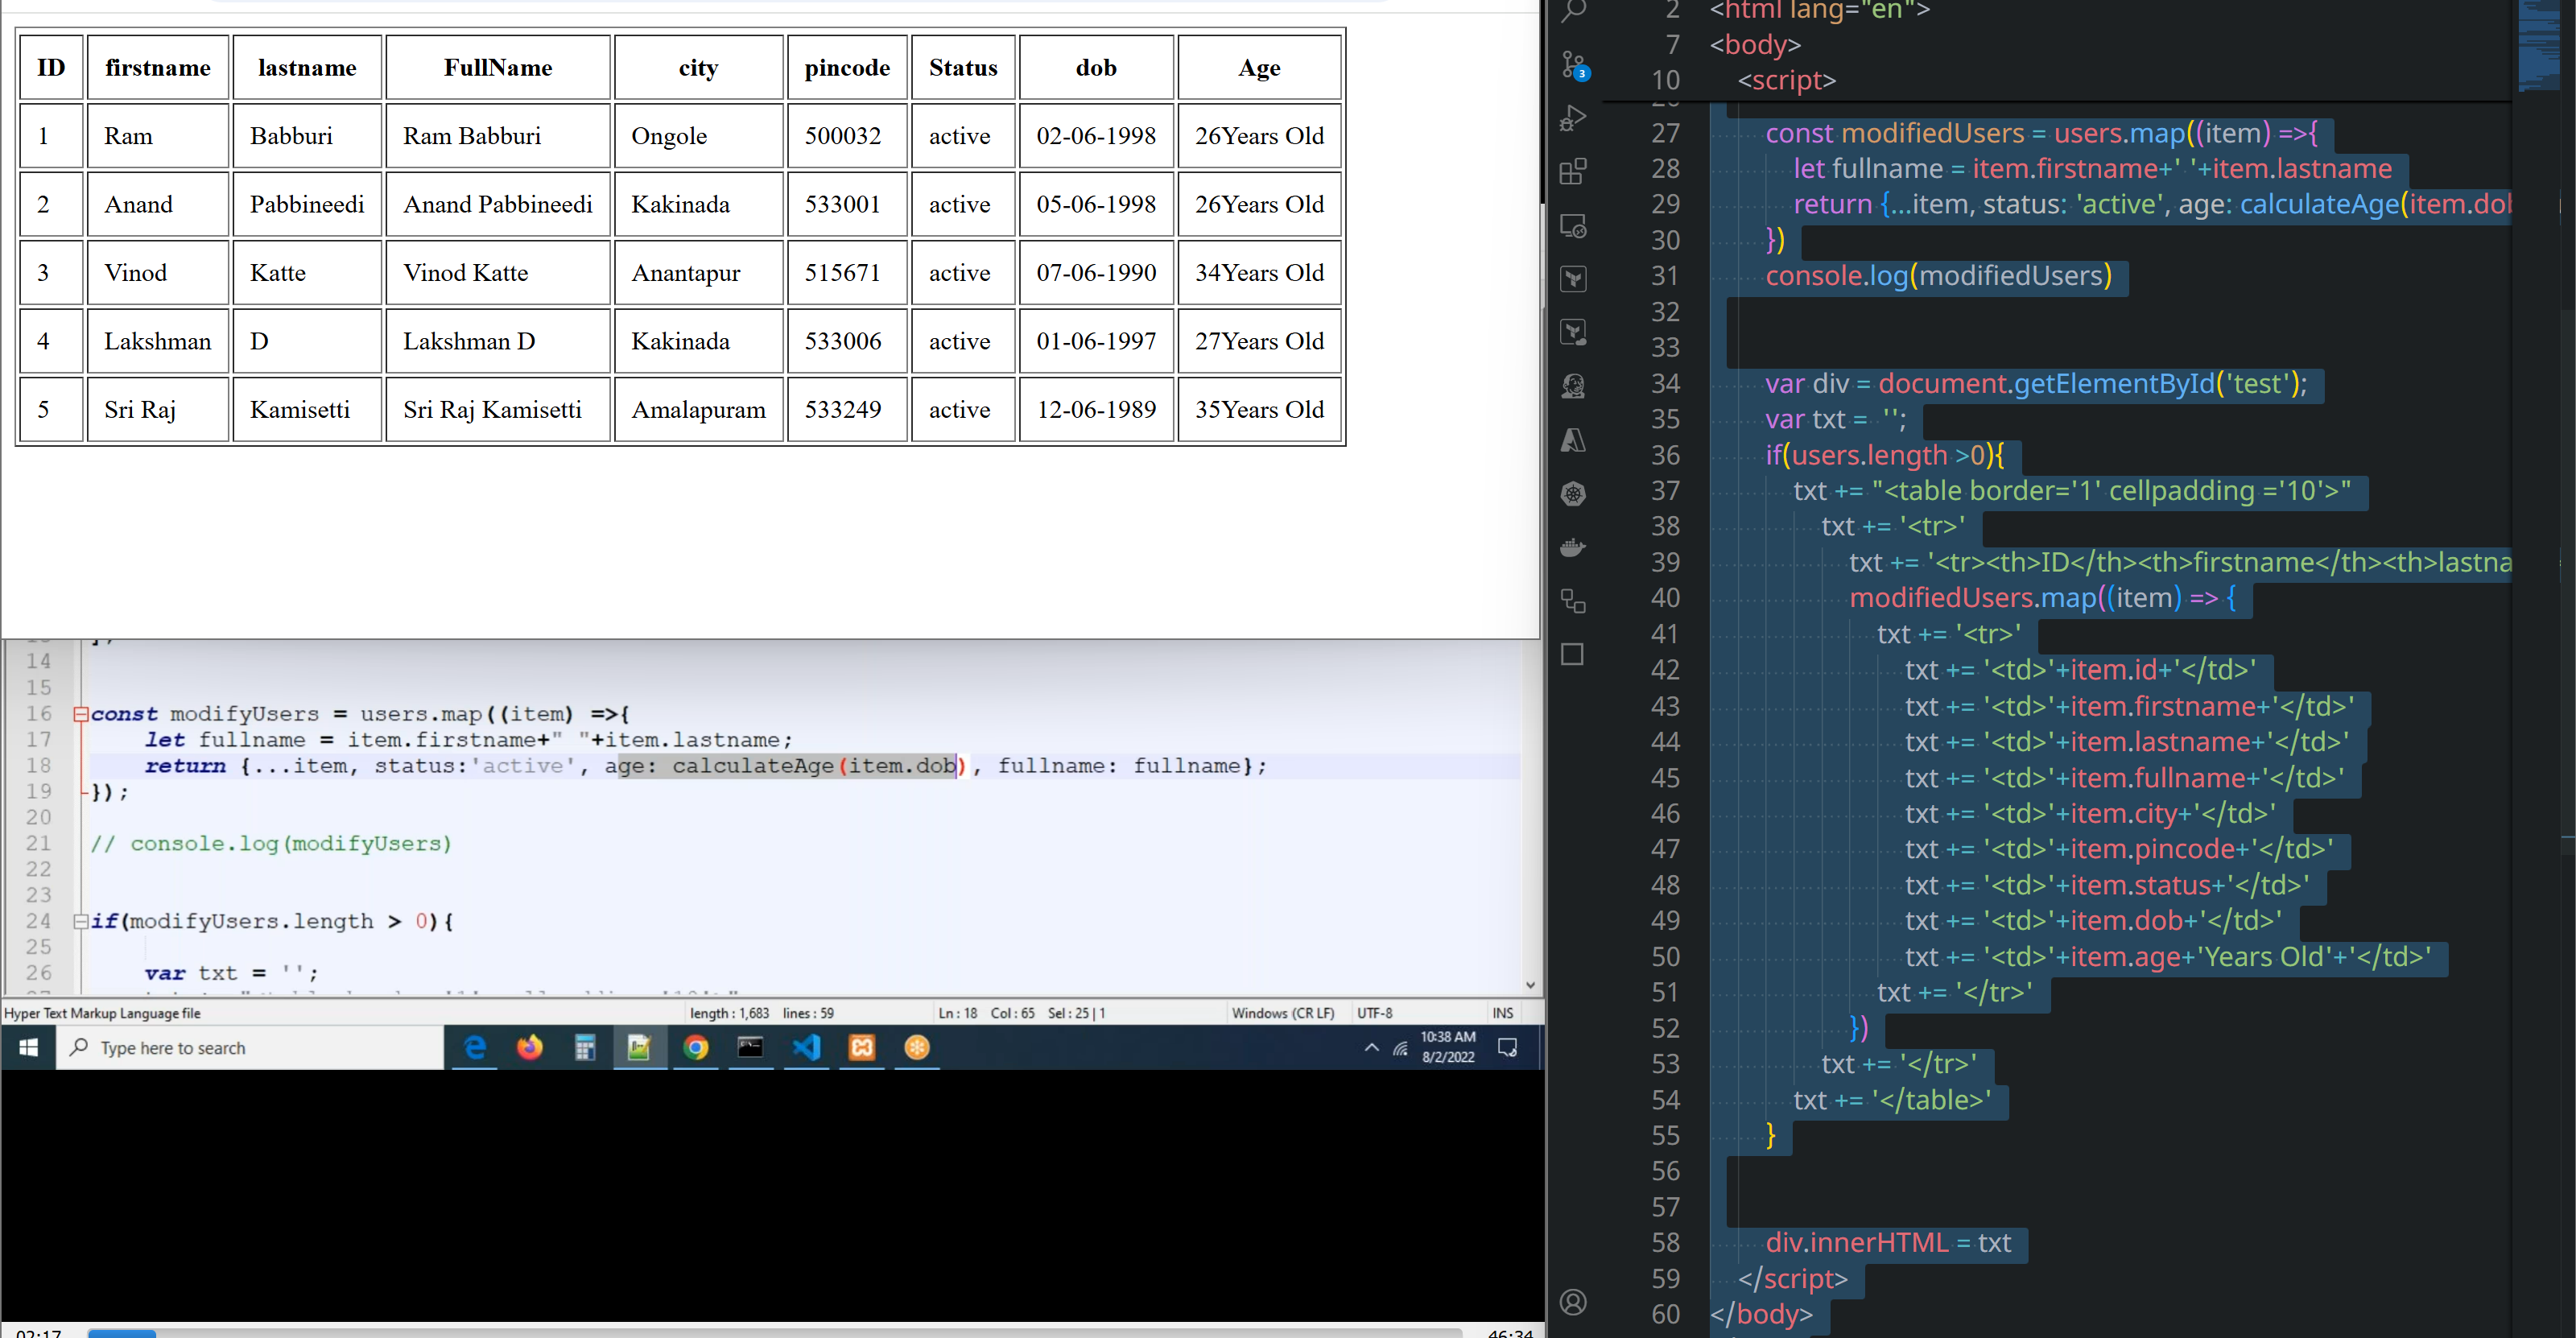 ID firstname lastname FullName city pincode Status dob Age
1 Ram Babburi Ram Babburi Ongole 500032 active 02-06-1998 26Years Old
2 Anand Pabbineedi Anand Pabbineedi Kakinada 533001 active 05-06-1998 26Years Old
3 Vinod Katte Vinod Katte Anantapur 515671 active 07-06-1990 34Years Old
4 Lakshman D Lakshman D Kakinada 533006 active 01-06-1997 27Years Old
5 Sri Raj Kamisetti Sri Raj Kamisetti Amalapuram 533249 active 12-06-1989 35Years Old
14
15
16 const modifyUsers = users.map((item) =>{
17 let fullname = item.firstname+" "+item.lastname;
18 return {...item, status:'active', age: calculateAge(item.dob), fullname: fullname};
19 });
20
21 // console.log(modifyUsers)
22
23
24 if(modifyUsers.length > 0){
25
26 var txt = '';
Hyper Text Markup Language file length : 1,683 lines : 59 Ln : 18 Col : 65 Sel : 25 | 1 Windows (CR LF) UTF-8 INS
Type here to search
10:38 AM
8/2/2022
02:17 46:34
3
2 <html lang="en">
7 <body>
10 <script>
27 const modifiedUsers = users.map((item) =>{
28 let fullname = item.firstname+' '+item.lastname
29 return {...item, status: 'active', age: calculateAge(item.dob
30 })
31 console.log(modifiedUsers)
32
33
34 var div = document.getElementById('test');
35 var txt = '';
36 if(users.length >0){
37 txt += "<table border='1' cellpadding ='10'>"
38 txt += '<tr>'
39 txt += '<tr><th>ID</th><th>firstname</th><th>lastna
40 modifiedUsers.map((item) => {
41 txt += '<tr>'
42 txt += '<td>'+item.id+'</td>'
43 txt += '<td>'+item.firstname+'</td>'
44 txt += '<td>'+item.lastname+'</td>'
45 txt += '<td>'+item.fullname+'</td>'
46 txt += '<td>'+item.city+'</td>'
47 txt += '<td>'+item.pincode+'</td>'
48 txt += '<td>'+item.status+'</td>'
49 txt += '<td>'+item.dob+'</td>'
50 txt += '<td>'+item.age+'Years Old'+'</td>'
51 txt += '</tr>'
52 })
53 txt += '</tr>'
54 txt += '</table>'
55 }
56
57
58 div.innerHTML = txt
59 </script>
60 </body>